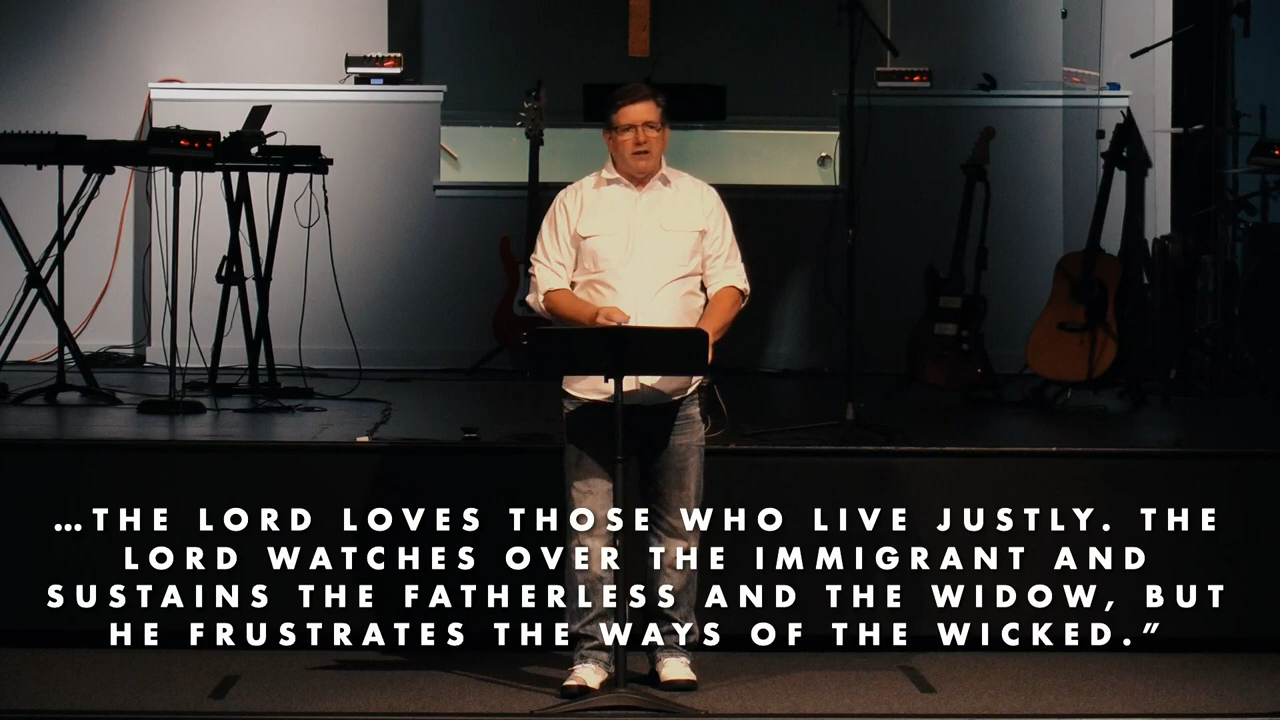 …THE LORD LOVES THOSE WHO LIVE JUSTLY. THE
LORD WATCHES OVER THE IMMIGRANT AND
SUSTAINS THE FATHERLESS AND THE WIDOW, BUT
HE FRUSTRATES THE WAYS OF THE WICKED.”